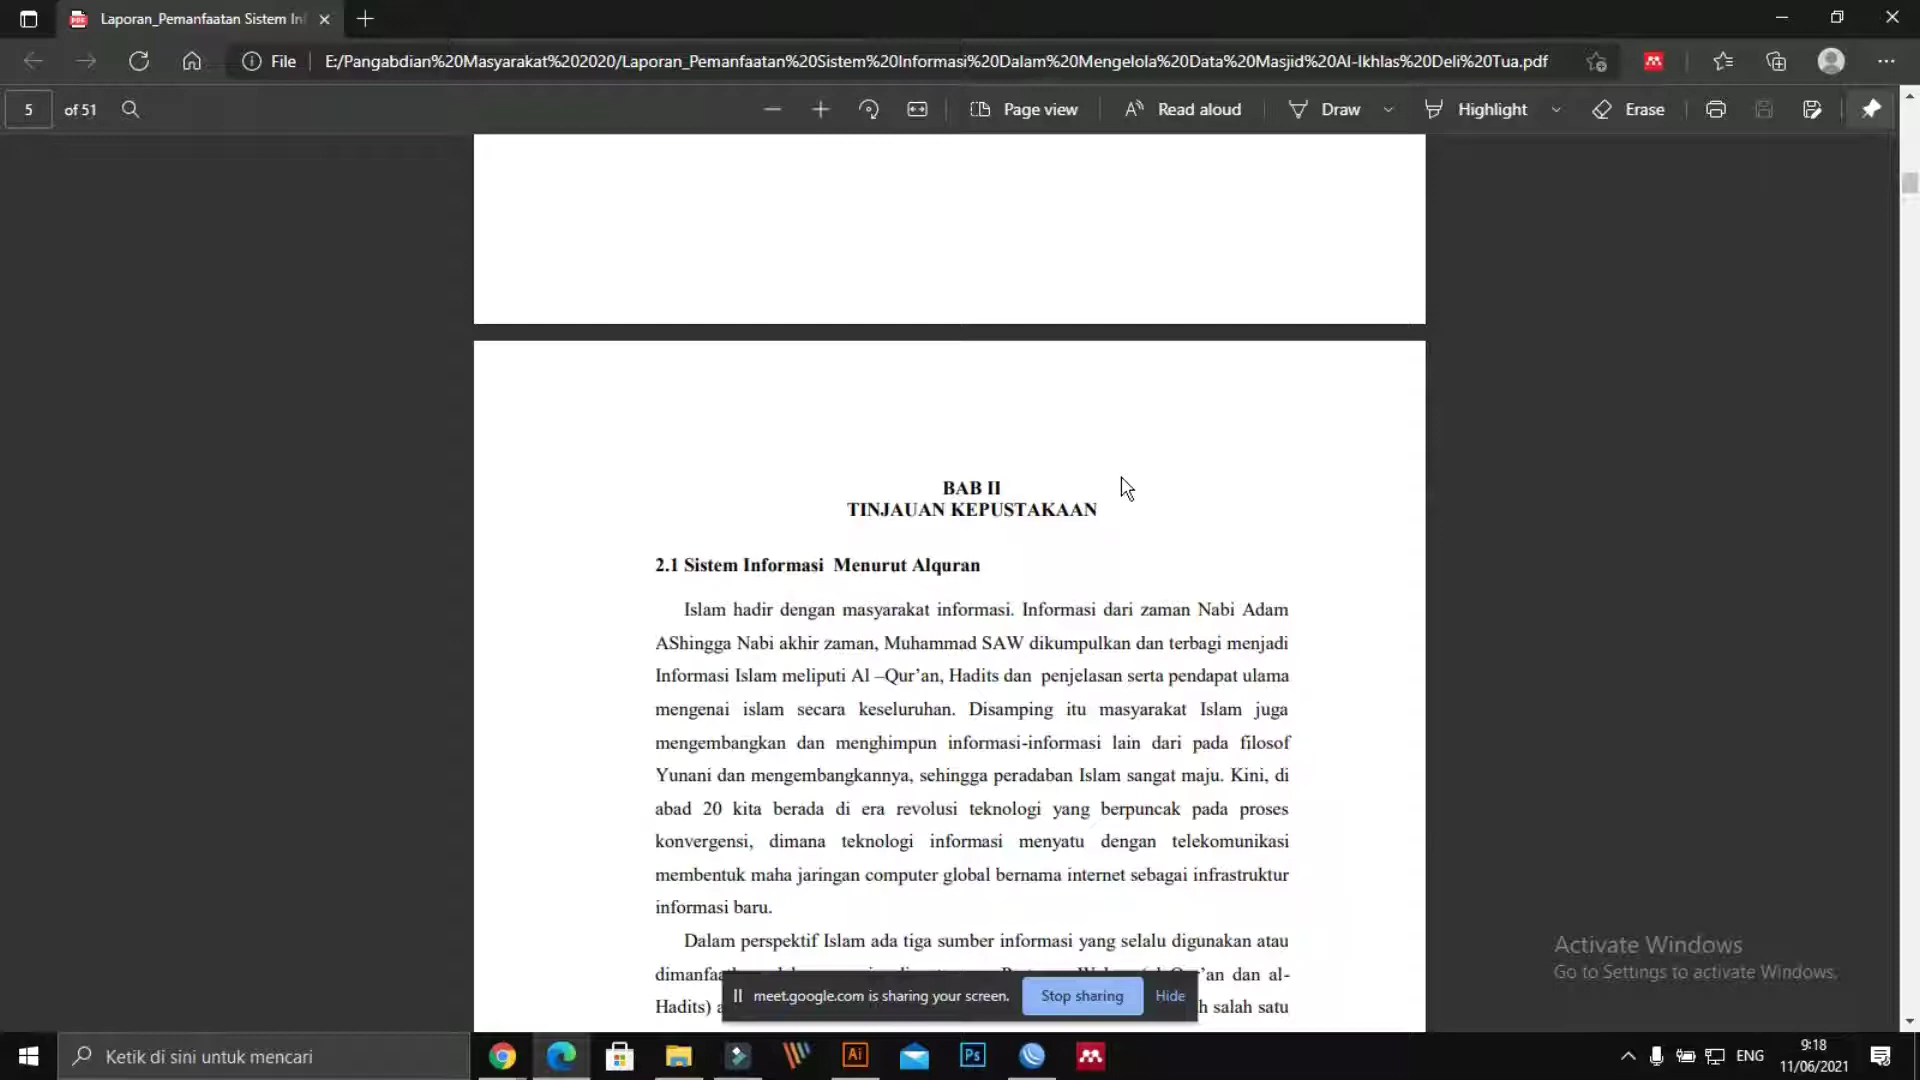 Laporan_Pemanfaatan Sistem In
File
E:/Pangabdian%20Masyarakat%202020/Laporan_Pemanfaatan%20Sistem%20Informasi%20Dalam%20Mengelola%20Data%20Masjid%20Al-Ikhlas%20Deli%20Tua.pdf
5 of 51
Page view
Read aloud
Draw
Highlight
Erase
BAB II
TINJAUAN KEPUSTAKAAN
2.1 Sistem Informasi Menurut Alquran
Islam hadir dengan masyarakat informasi. Informasi dari zaman Nabi Adam
AShingga Nabi akhir zaman, Muhammad SAW dikumpulkan dan terbagi menjadi
Informasi Islam meliputi Al –Qur’an, Hadits dan penjelasan serta pendapat ulama
mengenai islam secara keseluruhan. Disamping itu masyarakat Islam juga
mengembangkan dan menghimpun informasi-informasi lain dari pada filosof
Yunani dan mengembangkannya, sehingga peradaban Islam sangat maju. Kini, di
abad 20 kita berada di era revolusi teknologi yang berpuncak pada proses
konvergensi, dimana teknologi informasi menyatu dengan telekomunikasi
membentuk maha jaringan computer global bernama internet sebagai infrastruktur
informasi baru.
Dalam perspektif Islam ada tiga sumber informasi yang selalu digunakan atau
dan al-
Hadits) salah satu
meet.google.com is sharing your screen.
Stop sharing
Hide
Activate Windows
Go to Settings to activate Windows.
Ketik di sini untuk mencari
Ai
Ps
ENG
9:18
11/06/2021